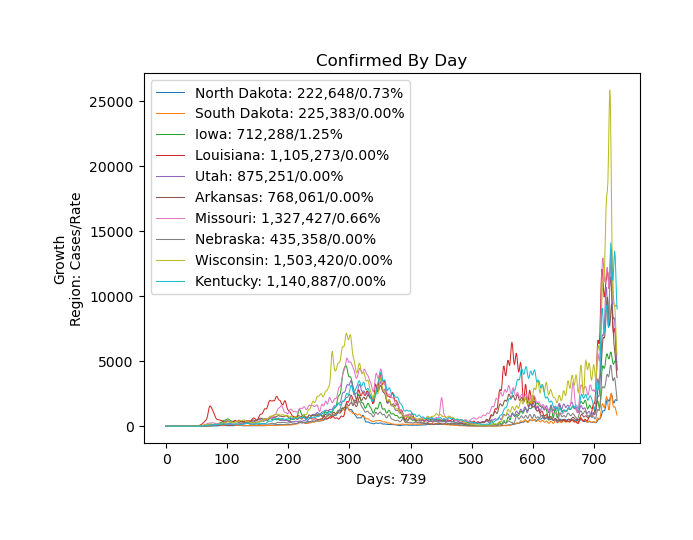 Confirmed By Day
25000
20000
15000
10000
5000
0
Growth
Region: Cases/Rate
North Dakota: 222,648/0.73%
South Dakota: 225,383/0.00%
Iowa: 712,288/1.25%
Louisiana: 1,105,273/0.00%
Utah: 875,251/0.00%
Arkansas: 768,061/0.00%
Missouri: 1,327,427/0.66%
Nebraska: 435,358/0.00%
Wisconsin: 1,503,420/0.00%
Kentucky: 1,140,887/0.00%
0 100 200 300 400 500 600 700
Days: 739